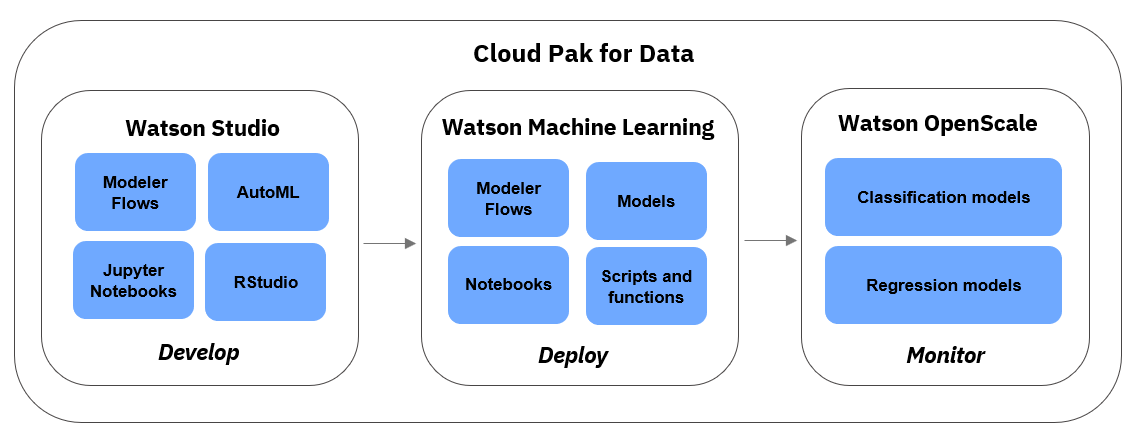 Cloud Pak for Data
Watson Studio
Modeler
Flows
AutoML
Jupyter
Notebooks
RStudio
Develop
Watson Machine Learning
Modeler
Flows
Models
Notebooks
Scripts and
functions
Deploy
Watson OpenScale
Classification models
Regression models
Monitor